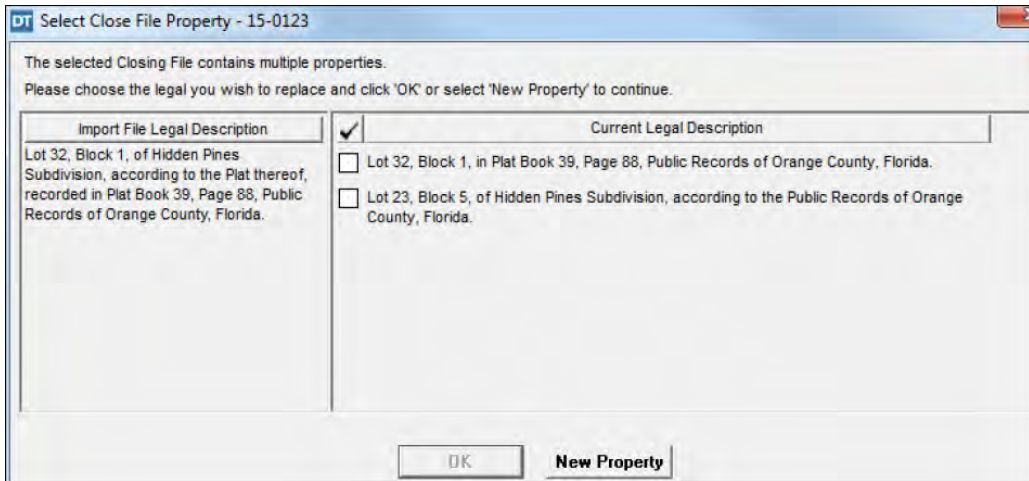 DT Select Close File Property - 15-0123
The selected Closing File contains multiple properties.
Please choose the legal you wish to replace and click 'OK' or select 'New Property' to continue.
Import File Legal Description
Lot 32, Block 1, of Hidden Pines
Subdivision, according to the Plat thereof,
recorded in Plat Book 39, Page 88, Public
Records of Orange County, Florida.
Current Legal Description
Lot 32, Block 1, in Plat Book 39, Page 88, Public Records of Orange County, Florida.
Lot 23, Block 5, of Hidden Pines Subdivision, according to the Public Records of Orange
County, Florida.
OK
New Property